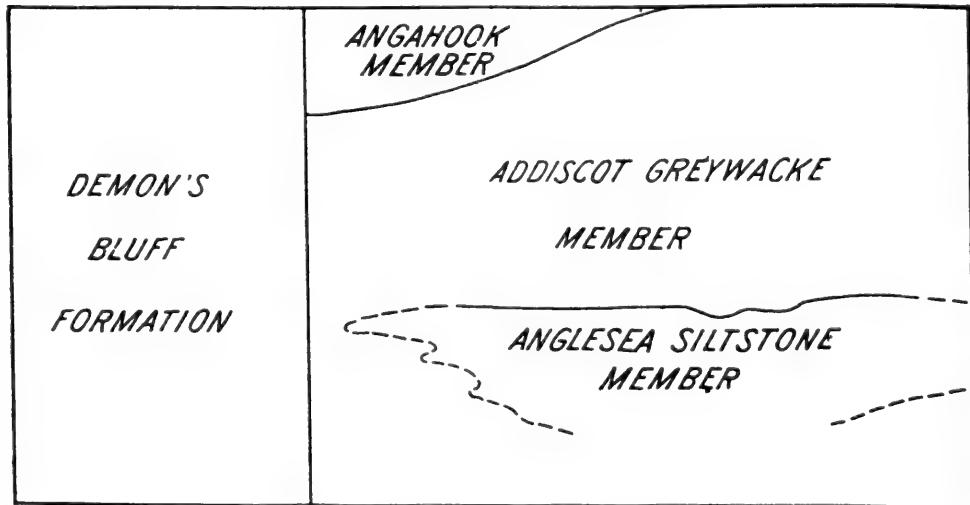 ANGAHOOK
MEMBER
DEMON'S
BLUFF
FORMATION
ADDISCOT GREYWACKE
MEMBER
ANGLESEA SILTSTONE
MEMBER